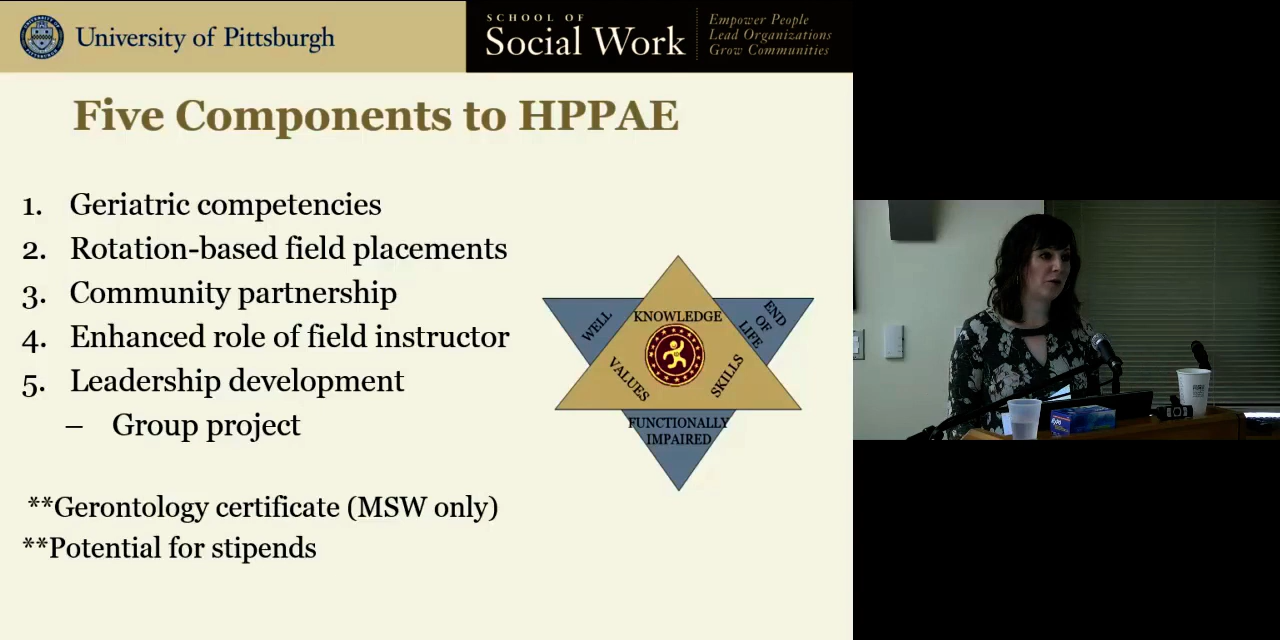 University of Pittsburgh
SCHOOL OF
Social Work
Empower People
Lead Organizations
Grow Communities
Five Components to HPPAE
1. Geriatric competencies
2. Rotation-based field placements
3. Community partnership
4. Enhanced role of field instructor
5. Leadership development
– Group project
**Gerontology certificate (MSW only)
**Potential for stipends
WELL
KNOWLEDGE
END
OF
LIFE
VALUES
SKILLS
FUNCTIONALLY
IMPAIRED